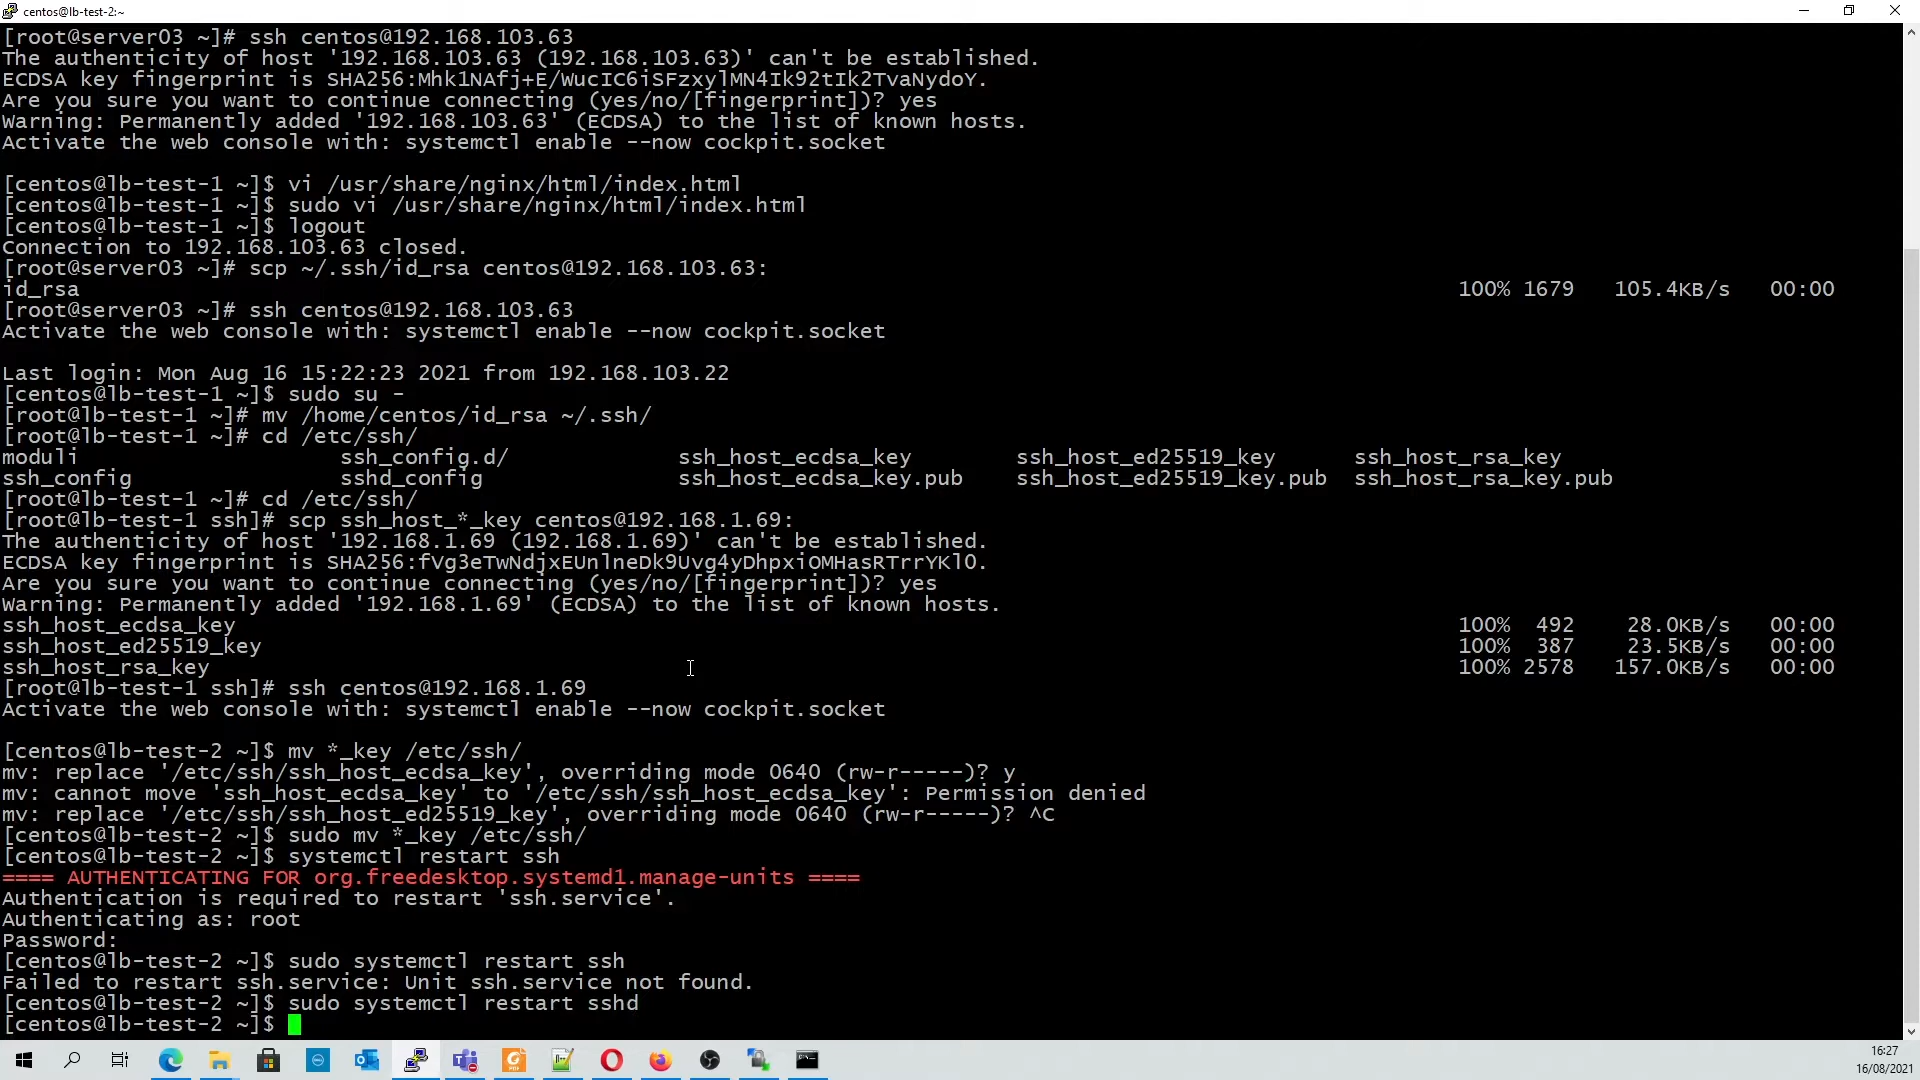 centos@lb-test-2:~
[root@server03 ~]# ssh centos@192.168.103.63
The authenticity of host '192.168.103.63 (192.168.103.63)' can't be established.
ECDSA key fingerprint is SHA256:Mhk1NAfj+E/WucIC6iSFzxylMN4Ik92tIk2TvaNydoY.
Are you sure you want to continue connecting (yes/no/[fingerprint])? yes
Warning: Permanently added '192.168.103.63' (ECDSA) to the list of known hosts.
Activate the web console with: systemctl enable --now cockpit.socket
[centos@lb-test-1 ~]$ vi /usr/share/nginx/html/index.html
[centos@lb-test-1 ~]$ sudo vi /usr/share/nginx/html/index.html
[centos@lb-test-1 ~]$ logout
Connection to 192.168.103.63 closed.
[root@server03 ~]# scp ~/.ssh/id_rsa centos@192.168.103.63:
id_rsa 100% 1679 105.4KB/s 00:00
[root@server03 ~]# ssh centos@192.168.103.63
Activate the web console with: systemctl enable --now cockpit.socket
Last login: Mon Aug 16 15:22:23 2021 from 192.168.103.22
[centos@lb-test-1 ~]$ sudo su -
[root@lb-test-1 ~]# mv /home/centos/id_rsa ~/.ssh/
[root@lb-test-1 ~]# cd /etc/ssh/
moduli ssh_config.d/ ssh_host_ecdsa_key ssh_host_ed25519_key ssh_host_rsa_key
ssh_config sshd_config ssh_host_ecdsa_key.pub ssh_host_ed25519_key.pub ssh_host_rsa_key.pub
[root@lb-test-1 ~]# cd /etc/ssh/
[root@lb-test-1 ssh]# scp ssh_host_*_key centos@192.168.1.69:
The authenticity of host '192.168.1.69 (192.168.1.69)' can't be established.
ECDSA key fingerprint is SHA256:fVg3eTwNdjxEUnlneDk9Uvg4yDhpxiOMHasRTrrYKlO.
Are you sure you want to continue connecting (yes/no/[fingerprint])? yes
Warning: Permanently added '192.168.1.69' (ECDSA) to the list of known hosts.
ssh_host_ecdsa_key 100% 492 28.0KB/s 00:00
ssh_host_ed25519_key 100% 387 23.5KB/s 00:00
ssh_host_rsa_key 100% 2578 157.0KB/s 00:00
[root@lb-test-1 ssh]# ssh centos@192.168.1.69
Activate the web console with: systemctl enable --now cockpit.socket
[centos@lb-test-2 ~]$ mv *_key /etc/ssh/
mv: replace '/etc/ssh/ssh_host_ecdsa_key', overriding mode 0640 (rw-r-----)? y
mv: cannot move 'ssh_host_ecdsa_key' to '/etc/ssh/ssh_host_ecdsa_key': Permission denied
mv: replace '/etc/ssh/ssh_host_ed25519_key', overriding mode 0640 (rw-r-----)? ^C
[centos@lb-test-2 ~]$ sudo mv *_key /etc/ssh/
[centos@lb-test-2 ~]$ systemctl restart ssh
==== AUTHENTICATING FOR org.freedesktop.systemd1.manage-units ====
Authentication is required to restart 'ssh.service'.
Authenticating as: root
Password:
[centos@lb-test-2 ~]$ sudo systemctl restart ssh
Failed to restart ssh.service: Unit ssh.service not found.
[centos@lb-test-2 ~]$ sudo systemctl restart sshd
[centos@lb-test-2 ~]$
16:27
16/08/2021